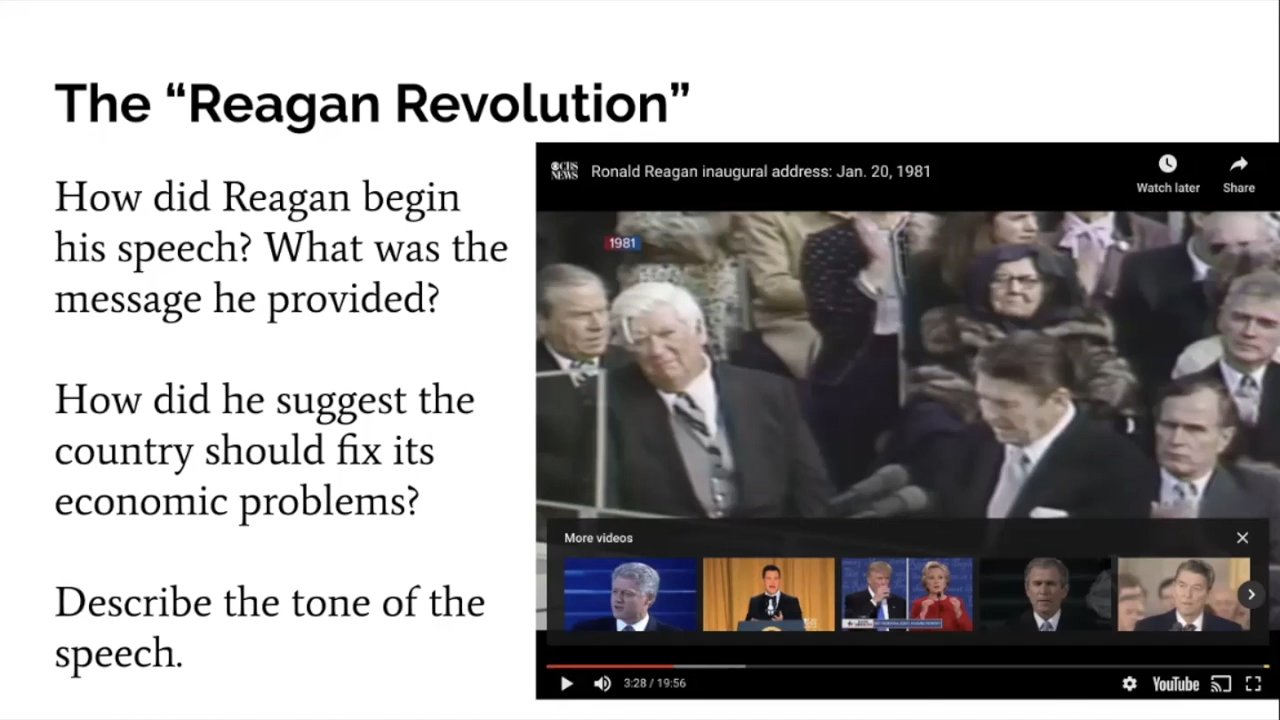 The “Reagan Revolution”
How did Reagan begin
his speech? What was the
message he provided?
How did he suggest the
country should fix its
economic problems?
Describe the tone of the
speech.
CBS NEWS
Ronald Reagan inaugural address: Jan. 20, 1981
Watch later
Share
1981
More videos
3:28 / 19:56
YouTube